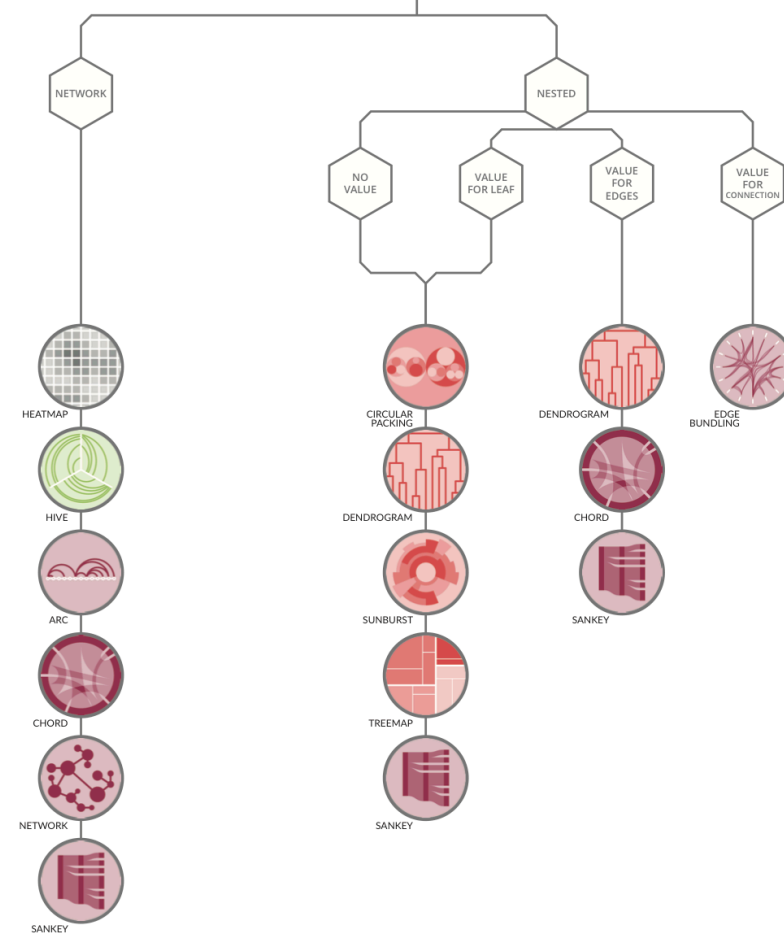 NETWORK
NESTED
NO
VALUE
VALUE
FOR LEAF
VALUE
FOR
EDGES
VALUE
FOR
CONNECTION
HEATMAP
HIVE
ARC
CHORD
NETWORK
SANKEY
CIRCULAR
PACKING
DENDROGRAM
SUNBURST
TREEMAP
SANKEY
DENDROGRAM
CHORD
SANKEY
EDGE
BUNDLING